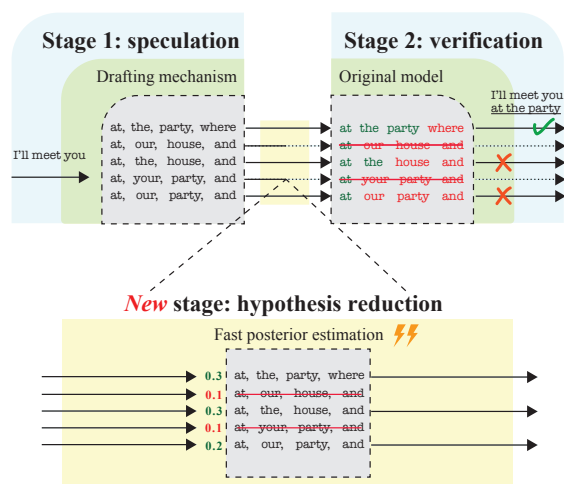 Stage 1: speculation
Stage 2: verification
Drafting mechanism
Original model
I'll meet you
at the party
I'll meet you
at, the, party, where
at, our, house, and
at, the, house, and
at, your, party, and
at, our, party, and
at the party where
at our house and
at the house and
at your party and
at our party and
New stage: hypothesis reduction
Fast posterior estimation
0.3 at, the, party, where
0.1 at, our, house, and
0.3 at, the, house, and
0.1 at, your, party, and
0.2 at, our, party, and